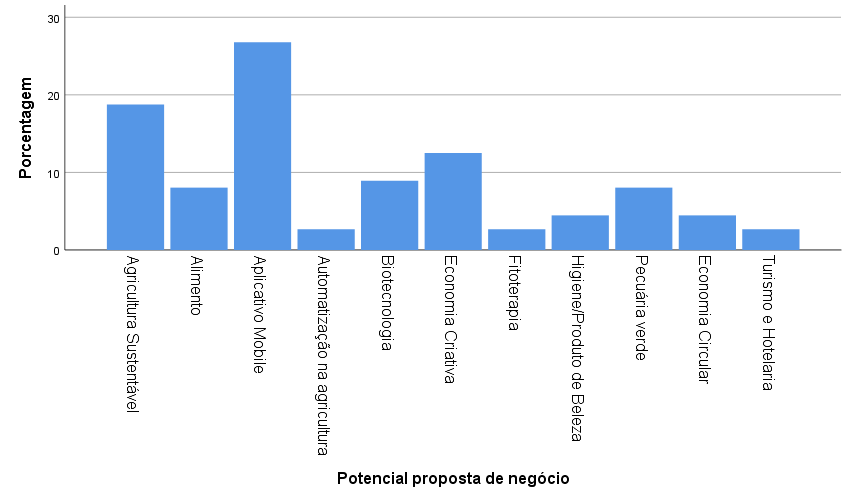 30
20
10
0
Porcentagem
Agricultura Sustentável
Alimento
Aplicativo Mobile
Automatização na agricultura
Biotecnologia
Economia Criativa
Fitoterapia
Higiene/Produto de Beleza
Pecuária verde
Economia Circular
Turismo e Hotelaria
Potencial proposta de negócio